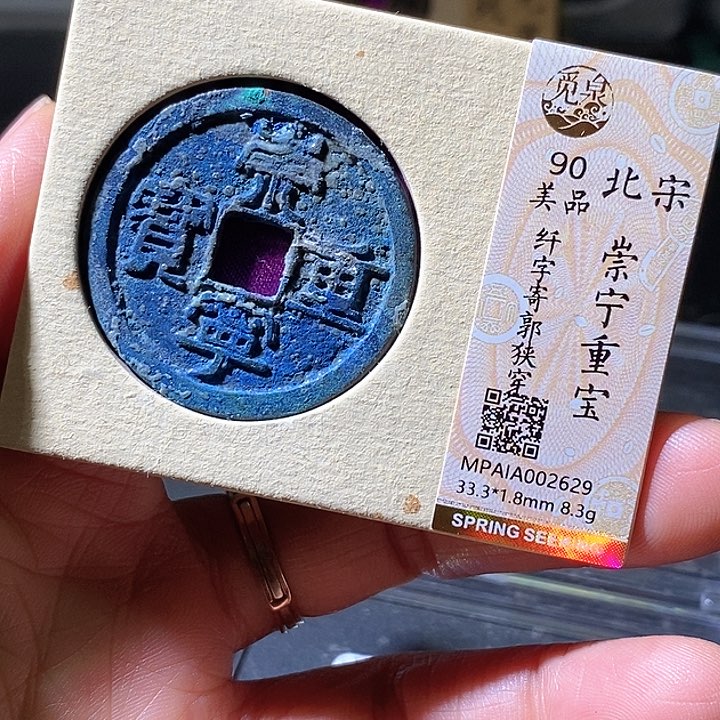 崇
寧
重
寶
觅泉
90
美品
北宋
崇宁重宝
纤字寄郭狭穿
MPAIA002629
33.3*1.8mm 8.3g
SPRING SEE